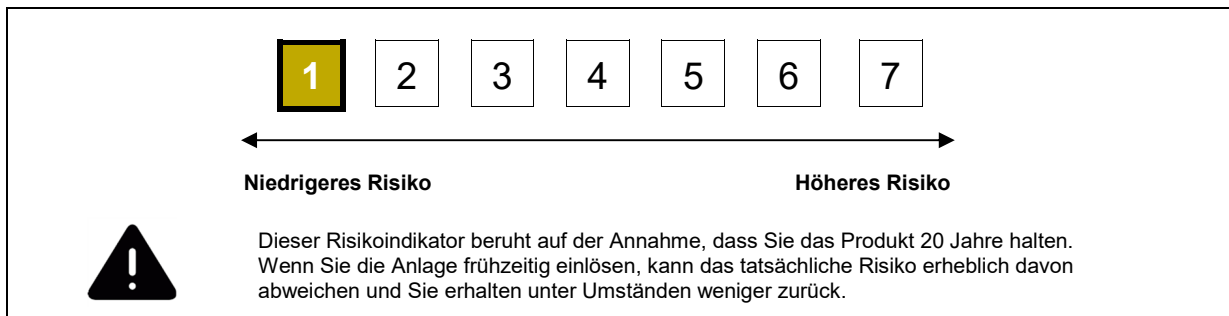 1 2 3 4 5 6 7
Niedrigeres Risiko Höheres Risiko
Dieser Risikoindikator beruht auf der Annahme, dass Sie das Produkt 20 Jahre halten.
Wenn Sie die Anlage frühzeitig einlösen, kann das tatsächliche Risiko erheblich davon
abweichen und Sie erhalten unter Umständen weniger zurück.